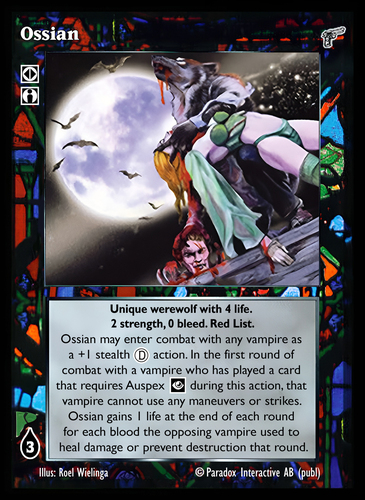 Ossian
Unique werewolf with 4 life.
2 strength, 0 bleed. Red List.
Ossian may enter combat with any vampire as
a +1 stealth D action. In the first round of
combat with a vampire who has played a card
that requires Auspex during this action, that
vampire cannot use any maneuvers or strikes.
Ossian gains 1 life at the end of each round
for each blood the opposing vampire used to
heal damage or prevent destruction that round.
3
Illus: Roel Wielinga © Paradox Interactive AB (publ)